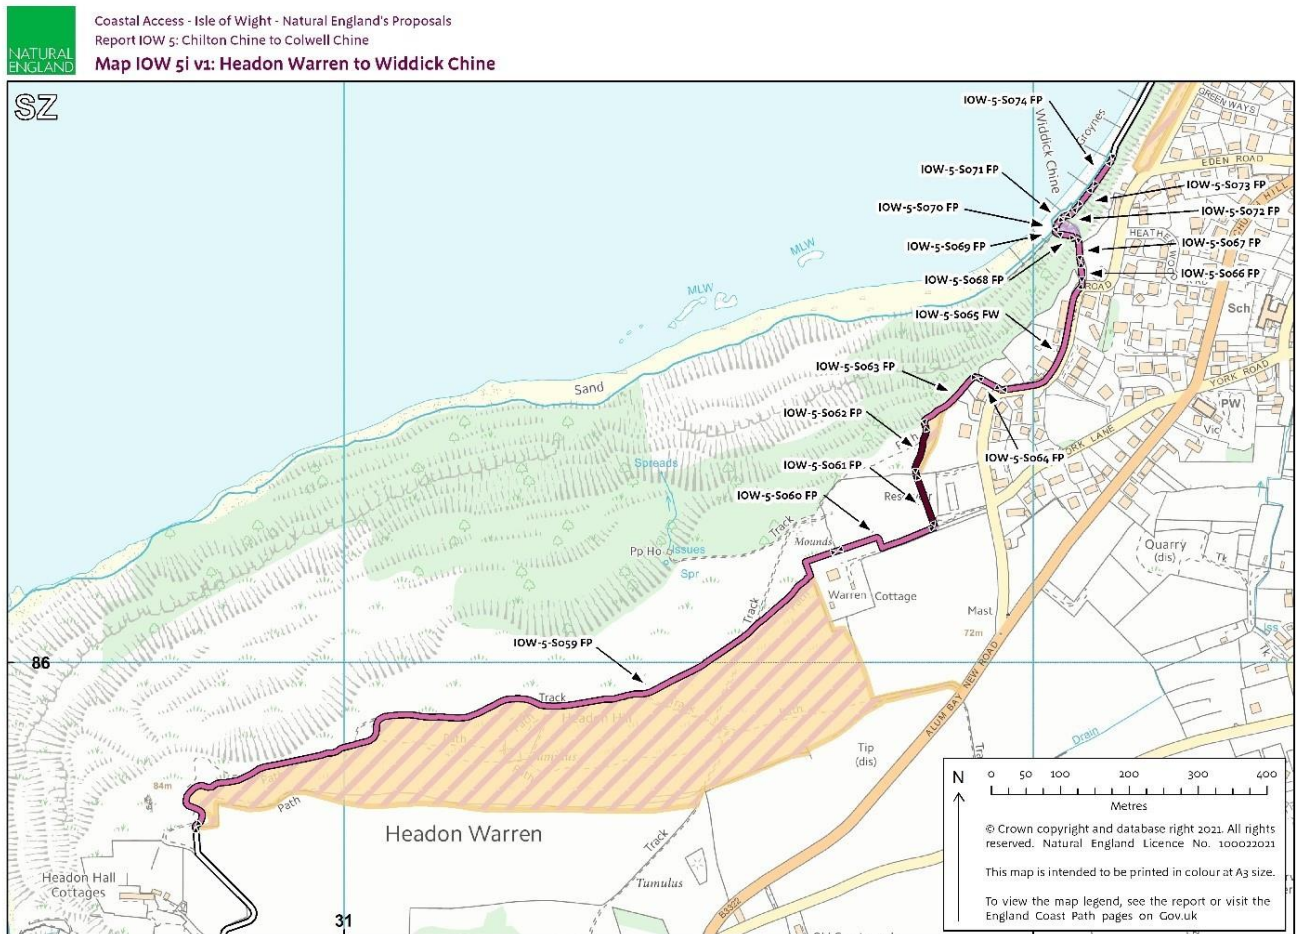 NATURAL
ENGLAND
Coastal Access - Isle of Wight - Natural England's Proposals
Report IOW 5: Chilton Chine to Colwell Chine
Map IOW 5i v1: Headon Warren to Widdick Chine
SZ
IOW-5-S074 FP
Groynes
Widdick Chine
GREENWAYS
EDEN ROAD
IOW-5-S071 FP
IOW-5-S073 FP
IOW-5-S070 FP
IOW-5-S072 FP
HILL
IOW-5-S069 FP
HEATHER
WOOD
IOW-5-S067 FP
MLW
IOW-5-S068 FP
IOW-5-S066 FP
ROAD
MLW
IOW-5-S065 FW
Sch
IOW-5-S063 FP
Sand
YORK ROAD
PW
IOW-5-S062 FP
Vic
LANE
IOW-5-S064 FP
Spreads
IOW-5-S061 FP
IOW-5-S060 FP
Track
Mounds
Pp Ho
Issues
Spr
Quarry
(dis)
Tk
Warren Cottage
Track
Mast
72m
Iss
Tk
IOW-5-S059 FP
86
Track
Path
ALUM BAY NEW ROAD
Tip
(dis)
Drain
84m
Path
Headon Warren
Track
Tumulus
B3322
Headon Hall
Cottages
31
N
0 50 100 200 300 400
Metres
© Crown copyright and database right 2021. All rights
reserved. Natural England Licence No. 100022021
This map is intended to be printed in colour at A3 size.
To view the map legend, see the report or visit the
England Coast Path pages on Gov.uk